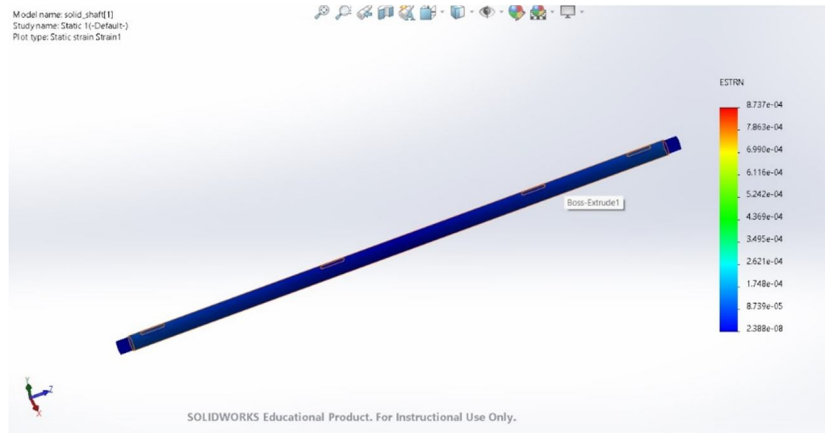 Model name: solid_shaft[1]
Study name: Static 1(-Default-)
Plot type: Static strain Strain1
ESTRN
8.737e-04
7.863e-04
6.990e-04
6.116e-04
5.242e-04
4.369e-04
3.495e-04
2.621e-04
1.748e-04
8.739e-05
2.388e-08
Boss-Extrude1
Y
Z
X
SOLIDWORKS Educational Product. For Instructional Use Only.